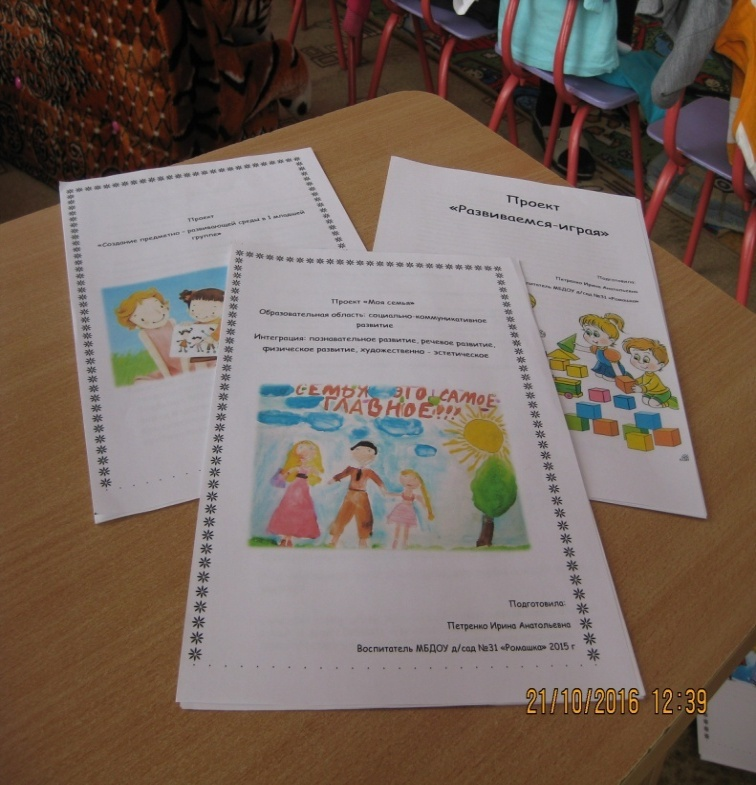 Проект
«Создание предметно - развивающей среды в 1 младшей
группе»
Проект
«Развиваемся-играя»
Подготовила:
Петренко Ирина Анатольевна
МБДОУ д/сад №31 «Ромашка»
Проект «Моя семья»
Образовательная область: социально-коммуникативное
развитие
Интеграция: познавательное развитие, речевое развитие,
физическое развитие, художественно - эстетическое
СЕМЬЯ ЭТО САМОЕ
ГЛАВНОЕ!!!
Подготовила:
Петренко Ирина Анатольевна
Воспитатель МБДОУ д/сад №31 «Ромашка» 2015 г
21/10/2016 12:39